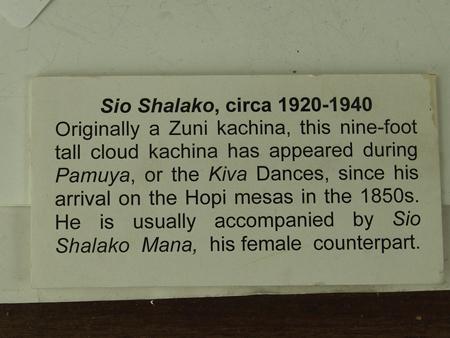 Sio Shalako, circa 1920-1940
Originally a Zuni kachina, this nine-foot
tall cloud kachina has appeared during
Pamuya, or the Kiva Dances, since his
arrival on the Hopi mesas in the 1850s.
He is usually accompanied by Sio
Shalako Mana, his female counterpart.